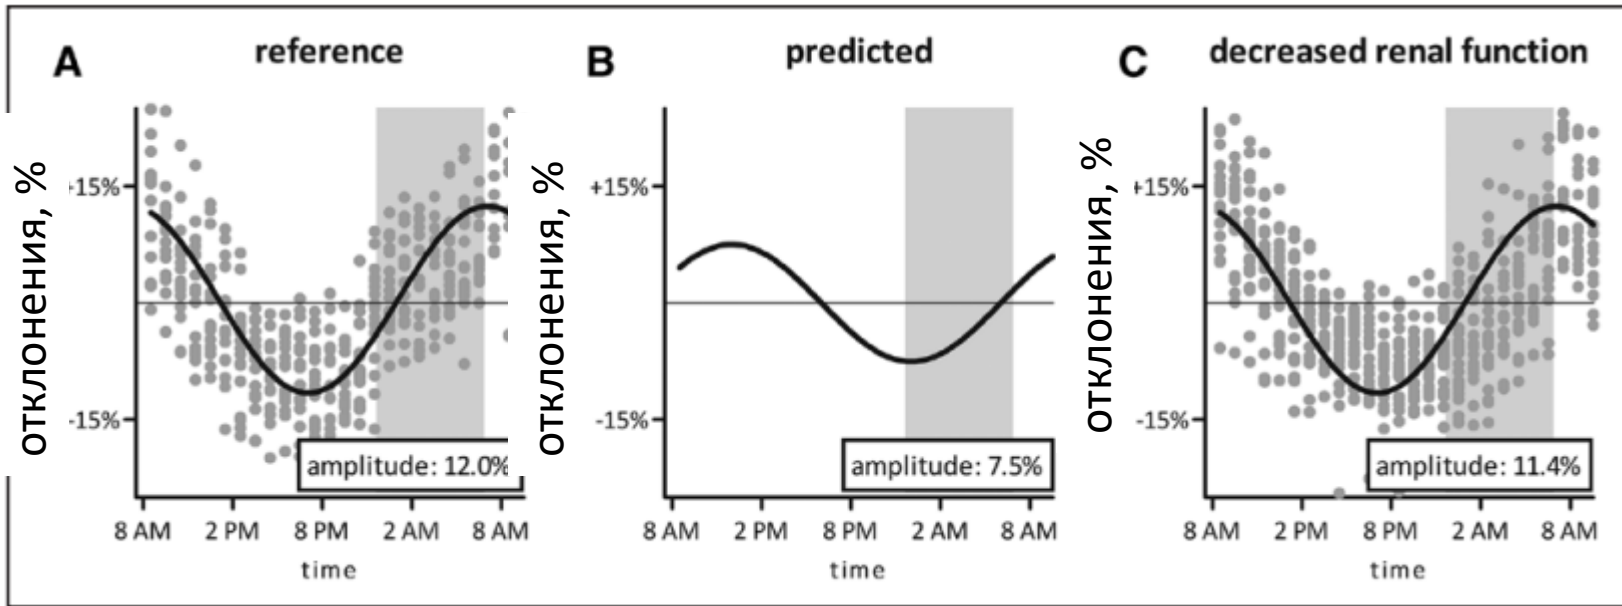 A reference
отклонения, %
+15%
-15%
amplitude: 12.0%
8 AM 2 PM 8 PM 2 AM 8 AM
time
B predicted
отклонения, %
+15%
-15%
amplitude: 7.5%
8 AM 2 PM 8 PM 2 AM 8 AM
time
C decreased renal function
отклонения, %
+15%
-15%
amplitude: 11.4%
8 AM 2 PM 8 PM 2 AM 8 AM
time